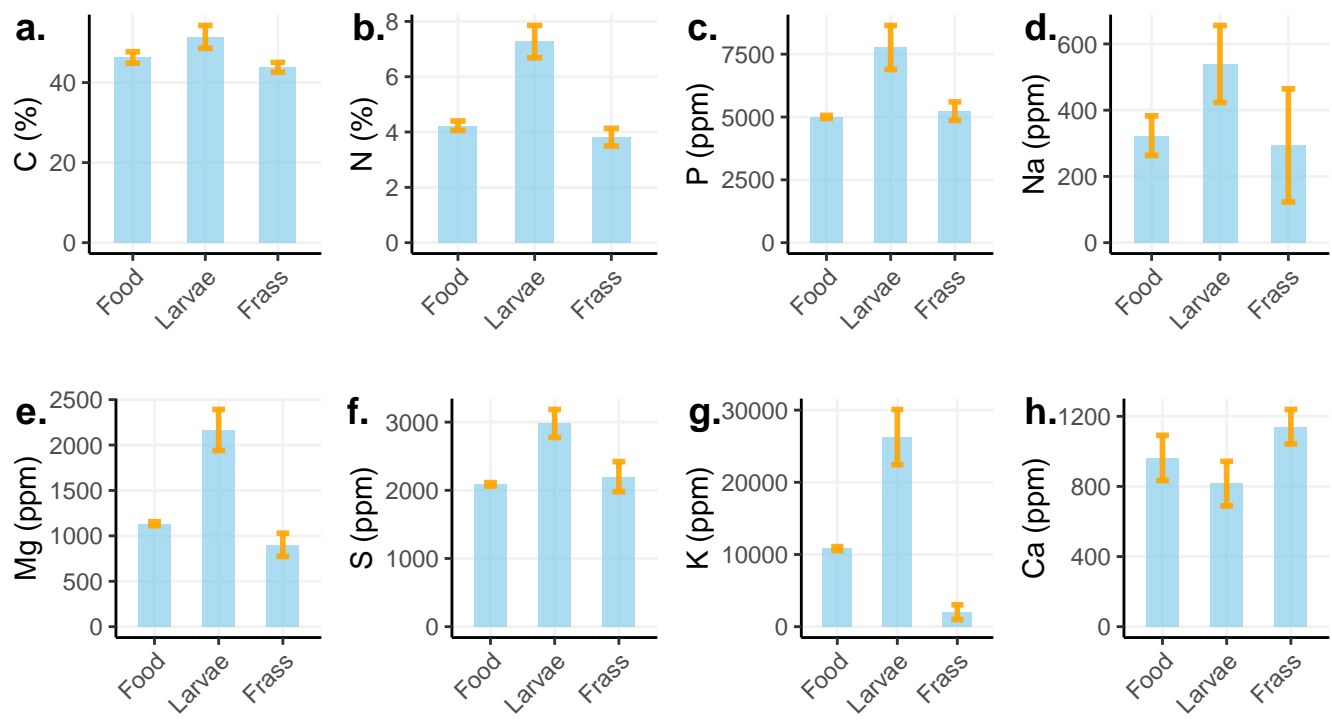 a.
C (%)
40
20
0
Food
Larvae
Frass
b.
N (%)
8
6
4
2
0
Food
Larvae
Frass
c.
P (ppm)
7500
5000
2500
0
Food
Larvae
Frass
d.
Na (ppm)
600
400
200
0
Food
Larvae
Frass
e.
Mg (ppm)
2500
2000
1500
1000
500
0
Food
Larvae
Frass
f.
S (ppm)
3000
2000
1000
0
Food
Larvae
Frass
g.
K (ppm)
30000
20000
10000
0
Food
Larvae
Frass
h.
Ca (ppm)
1200
800
400
0
Food
Larvae
Frass